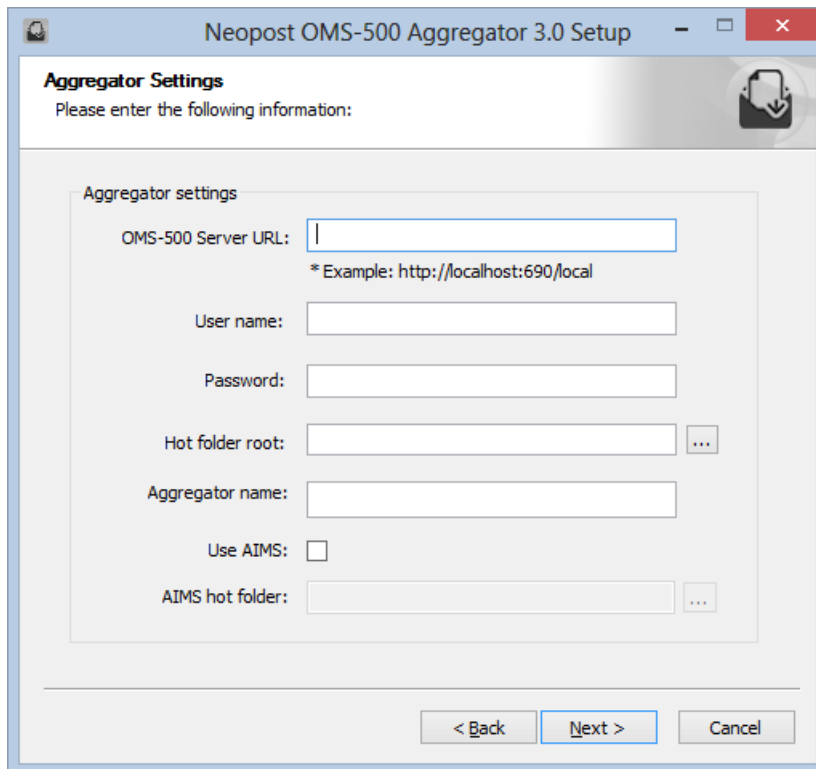 Neopost OMS-500 Aggregator 3.0 Setup
Aggregator Settings
Please enter the following information:
Aggregator settings
OMS-500 Server URL:
* Example: http://localhost:690/local
User name:
Password:
Hot folder root:
...
Aggregator name:
Use AIMS:
AIMS hot folder:
...
< Back
Next >
Cancel